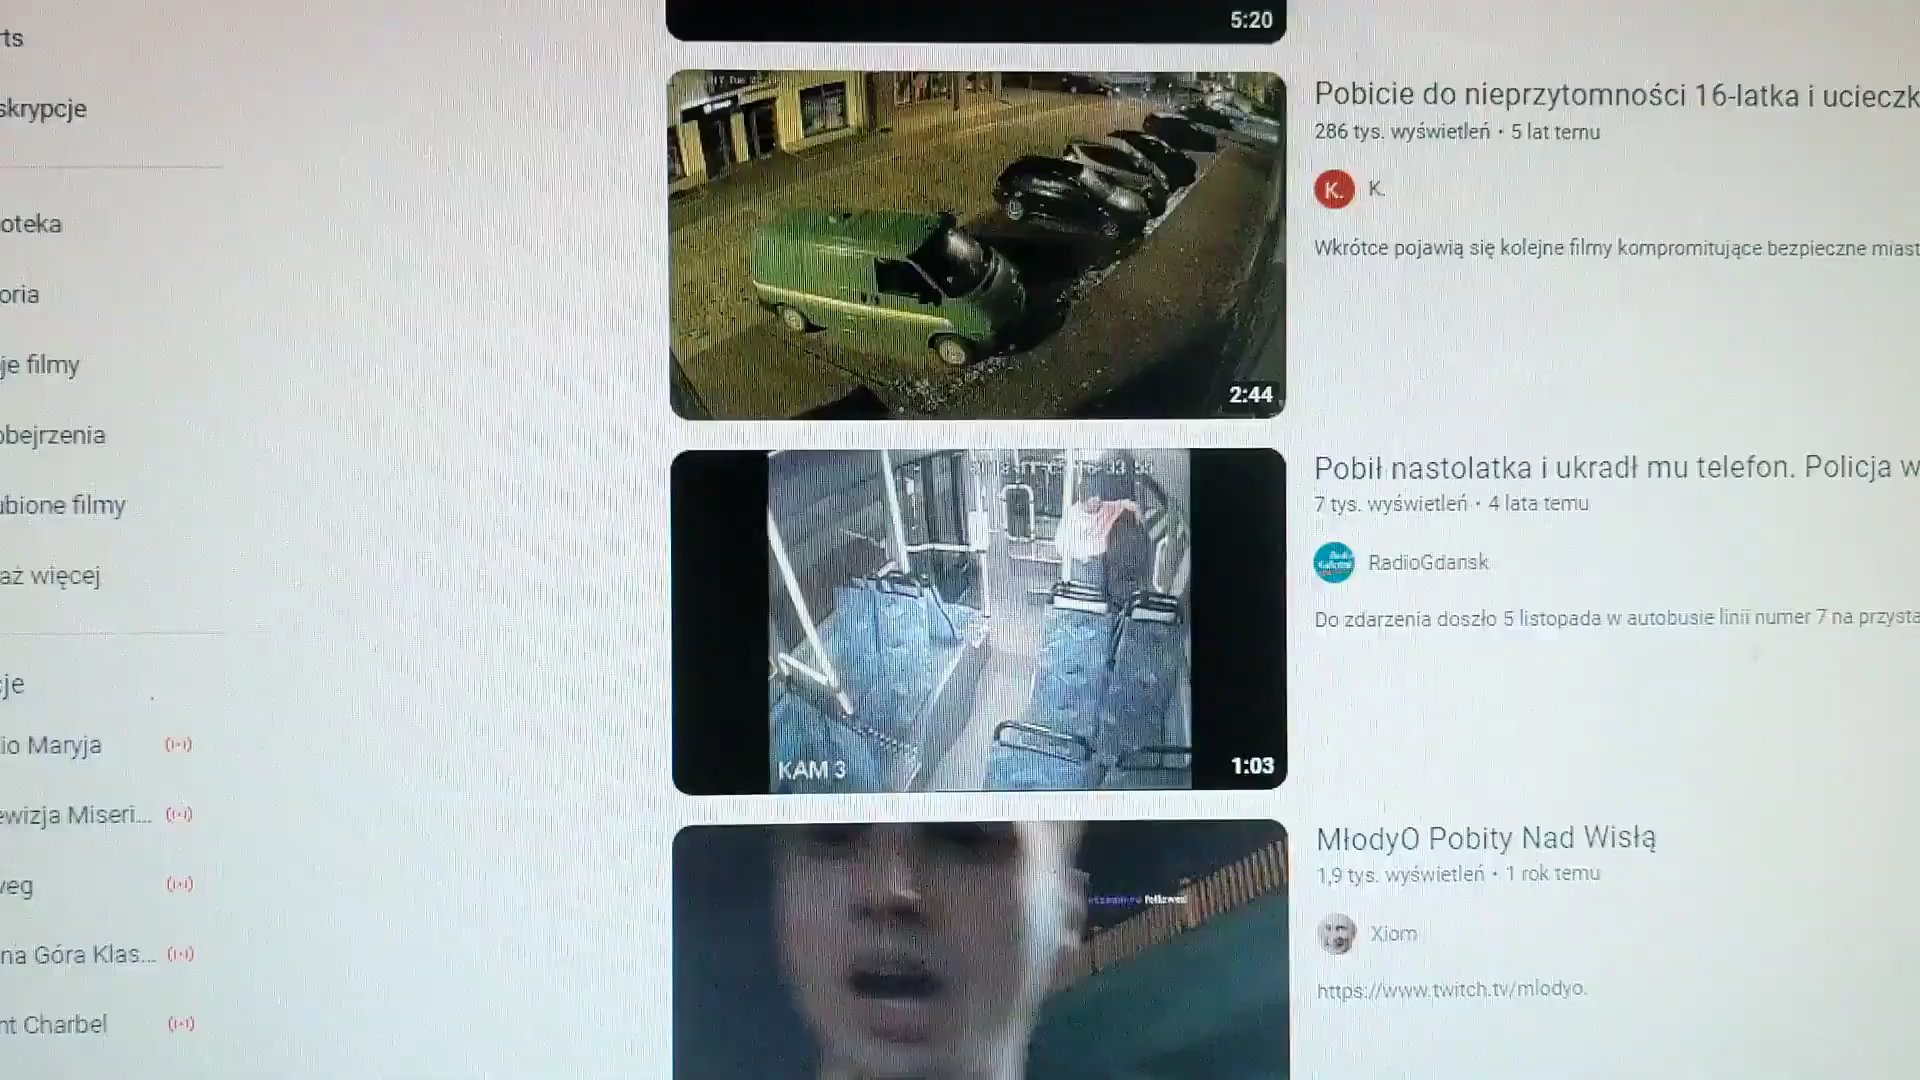 5:20
rts
skrypcje
oteka
oria
je filmy
obejrzenia
ubione filmy
aż więcej
cje
io Maryja
ewizja Miseri...
veg
na Góra Klas...
nt Charbel
2:44
Pobicie do nieprzytomności 16-latka i ucieczk
286 tys. wyświetleń • 5 lat temu
K. K.
Wkrótce pojawią się kolejne filmy kompromitujące bezpieczne miast
KAM 3
1:03
Pobił nastolatka i ukradł mu telefon. Policja w
7 tys. wyświetleń • 4 lata temu
RadioGdansk
Do zdarzenia doszło 5 listopada w autobusie linii numer 7 na przysta
followed
MłodyO Pobity Nad Wisłą
1,9 tys. wyświetleń • 1 rok temu
Xiom
https://www.twitch.tv/mlodyo.